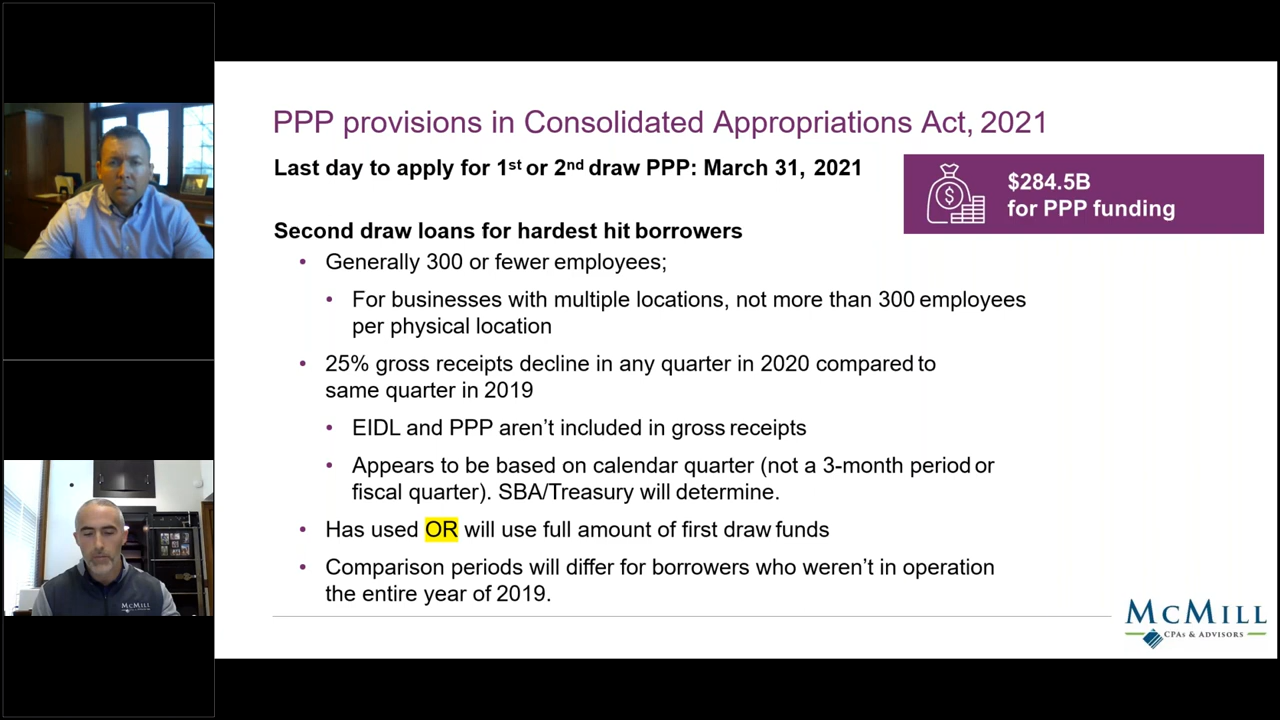 PPP provisions in Consolidated Appropriations Act, 2021
Last day to apply for 1st or 2nd draw PPP: March 31, 2021
$284.5B
for PPP funding
Second draw loans for hardest hit borrowers
• Generally 300 or fewer employees;
• For businesses with multiple locations, not more than 300 employees
per physical location
• 25% gross receipts decline in any quarter in 2020 compared to
same quarter in 2019
• EIDL and PPP aren’t included in gross receipts
• Appears to be based on calendar quarter (not a 3-month period or
fiscal quarter). SBA/Treasury will determine.
• Has used OR will use full amount of first draw funds
• Comparison periods will differ for borrowers who weren’t in operation
the entire year of 2019.
MCMILL
CPAs & ADVISORS
MCMILL